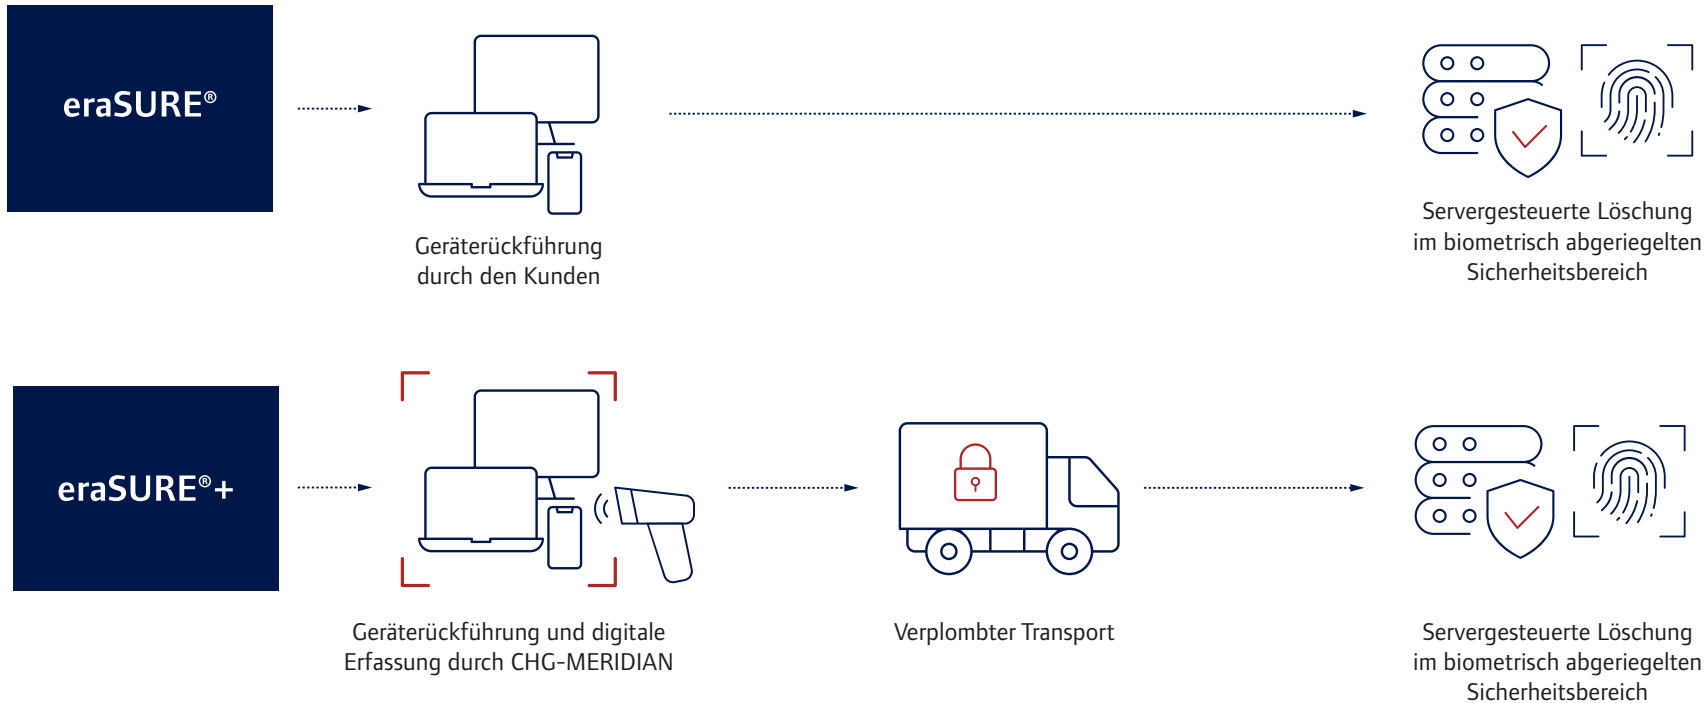 eraSURE®
Geräterückführung
durch den Kunden
Servergesteuerte Löschung
im biometrisch abgeriegelten
Sicherheitsbereich
eraSURE®+
Geräterückführung und digitale
Erfassung durch CHG-MERIDIAN
Verplombter Transport
Servergesteuerte Löschung
im biometrisch abgeriegelten
Sicherheitsbereich